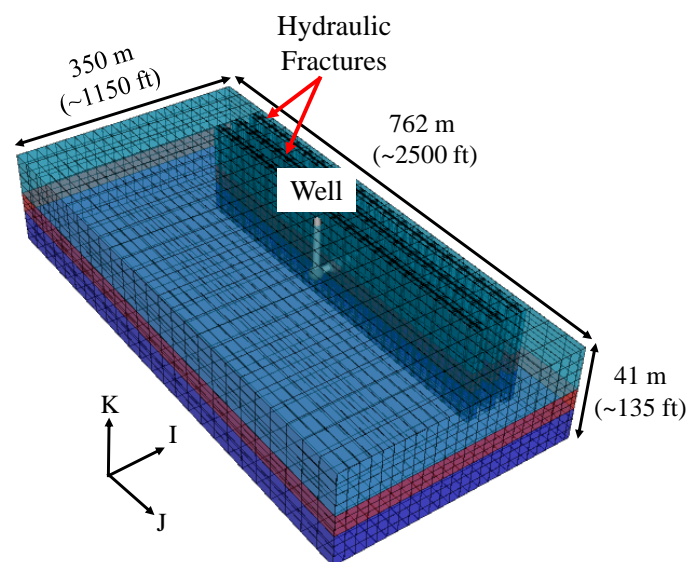 Hydraulic
Fractures
350 m
(~1150 ft)
762 m
(~2500 ft)
Well
41 m
(~135 ft)
K
I
J